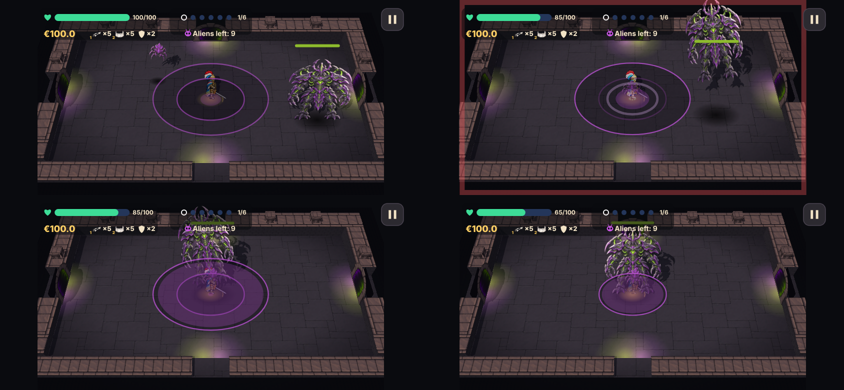 100/100 1/6
€100.0 ×5 ×5 ×2 Aliens left: 9
85/100 1/6
€100.0 ×5 ×5 ×2 Aliens left: 9
85/100 1/6
€100.0 ×5 ×5 ×2 Aliens left: 9
65/100 1/6
€100.0 ×5 ×5 ×2 Aliens left: 9